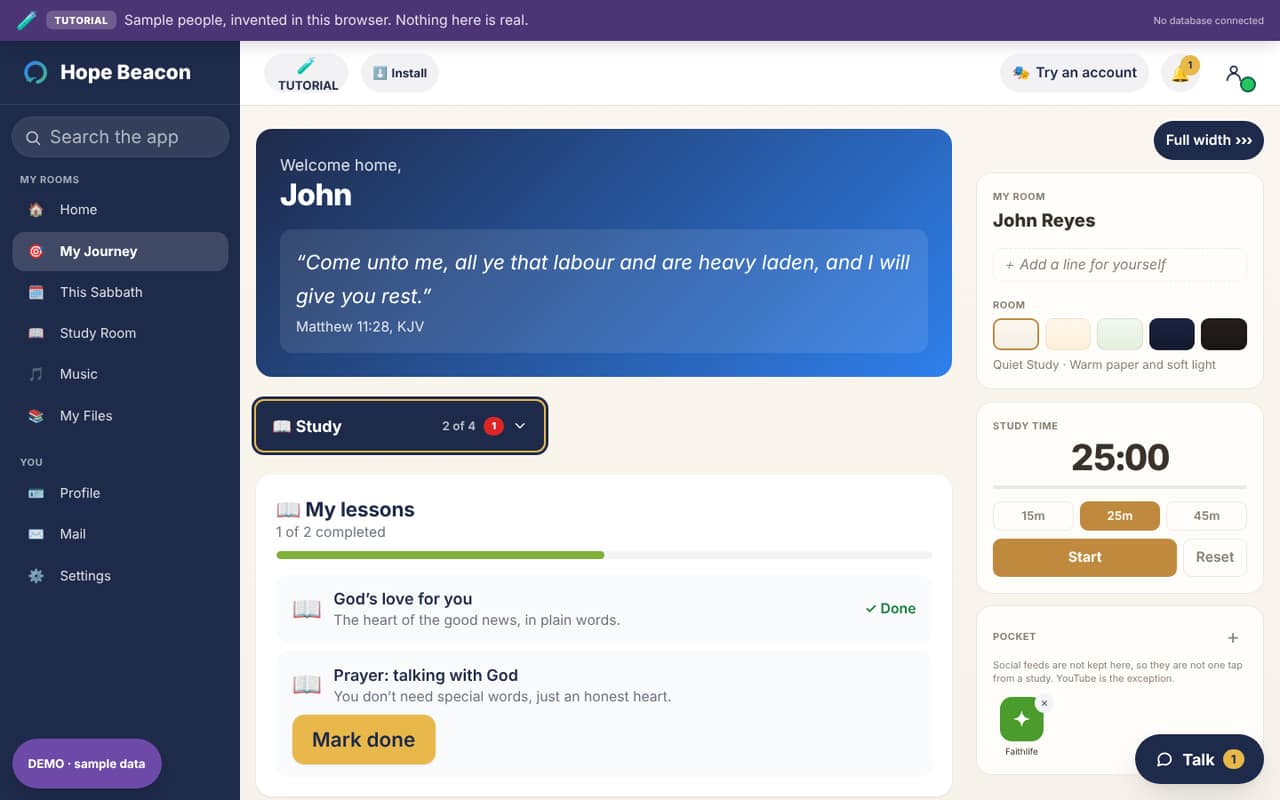 TUTORIAL Sample people, invented in this browser. Nothing here is real.
No database connected
Hope Beacon
Search the app
MY ROOMS
Home
My Journey
This Sabbath
Study Room
Music
My Files
YOU
Profile
Mail
Settings
DEMO · sample data
TUTORIAL
Install
Try an account
1
Welcome home,
John
“Come unto me, all ye that labour and are heavy laden, and I will
give you rest.”
Matthew 11:28, KJV
Study 2 of 4 1
My lessons
1 of 2 completed
God’s love for you
The heart of the good news, in plain words.
✓ Done
Prayer: talking with God
You don’t need special words, just an honest heart.
Mark done
Full width ›››
MY ROOM
John Reyes
+ Add a line for yourself
ROOM
Quiet Study · Warm paper and soft light
STUDY TIME
25:00
15m 25m 45m
Start Reset
POCKET +
Social feeds are not kept here, so they are not one tap
from a study. YouTube is the exception.
×
Faithlife
Talk 1